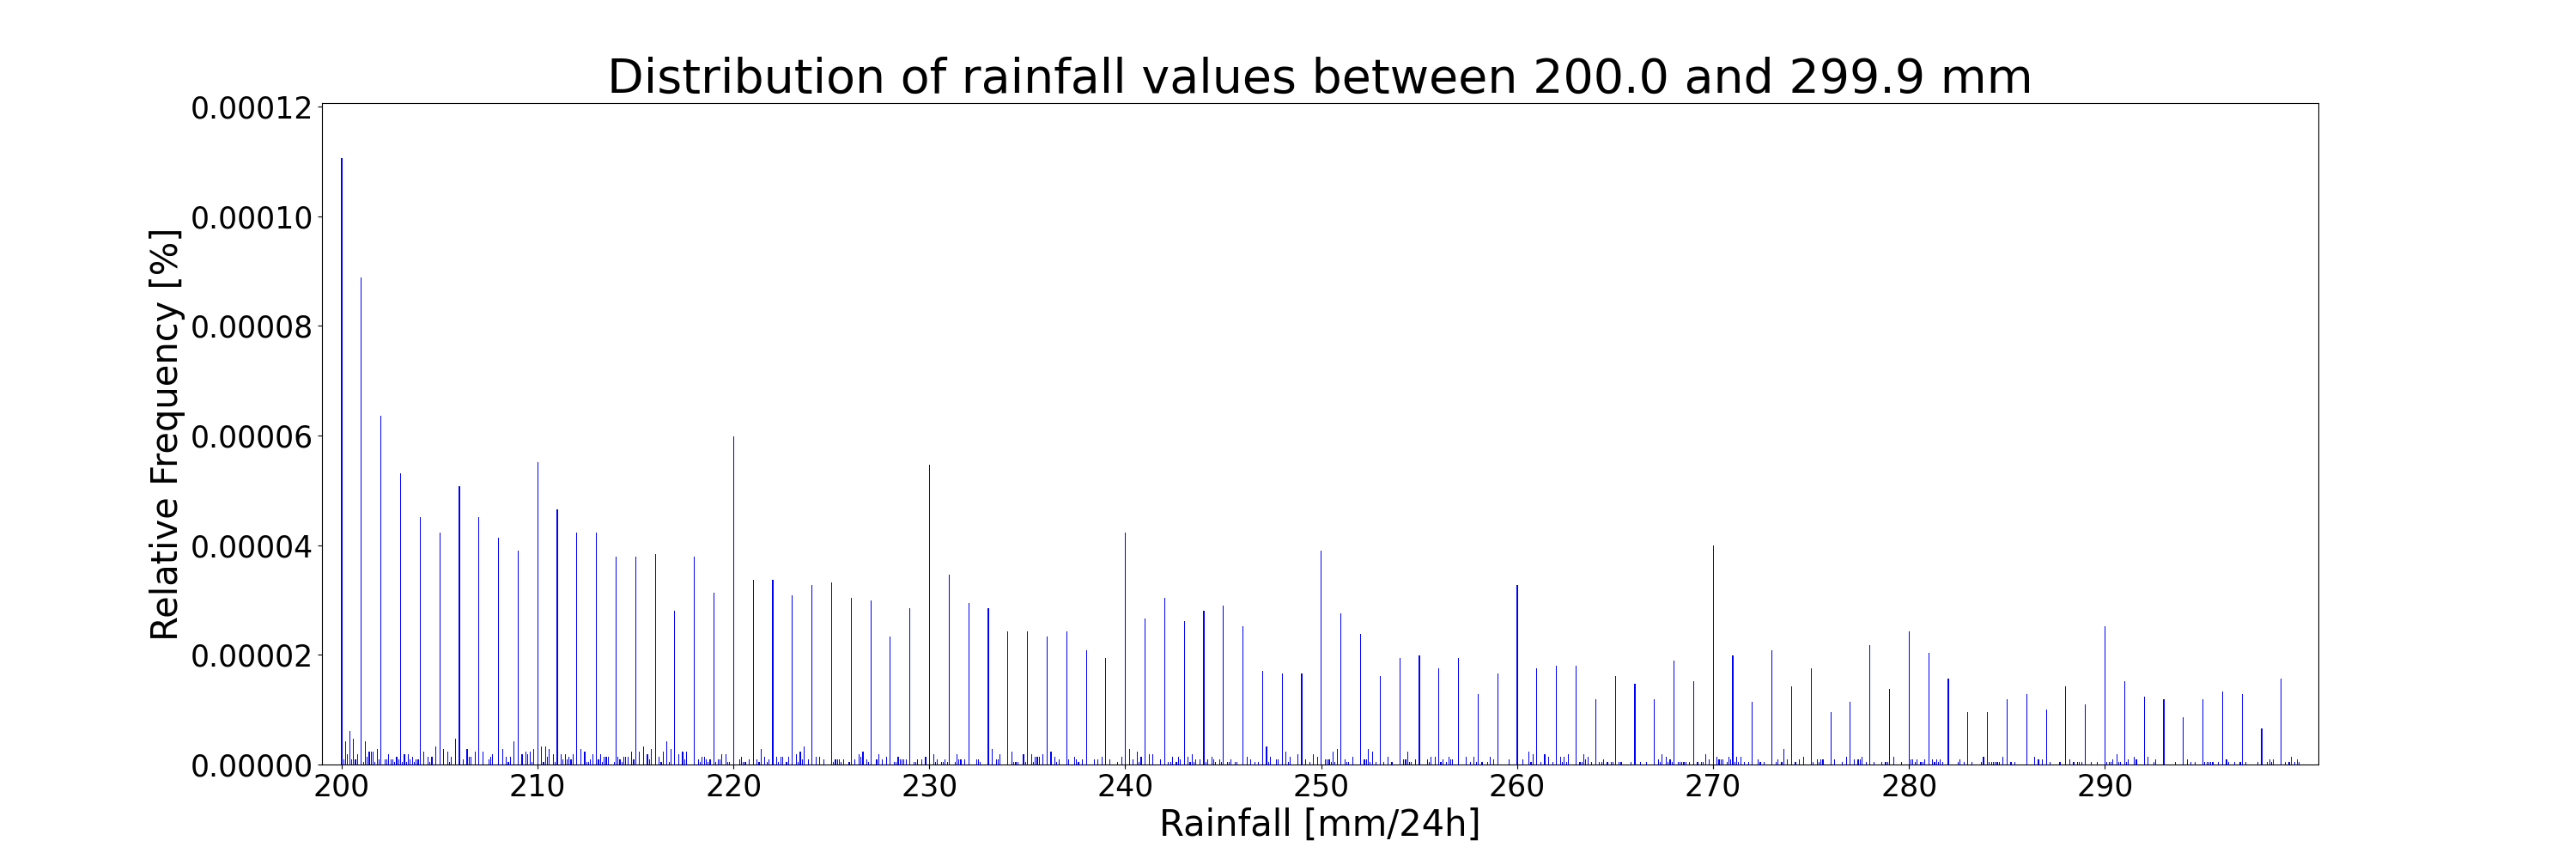 Distribution of rainfall values between 200.0 and 299.9 mm
0.00012
0.00010
0.00008
0.00006
0.00004
0.00002
0.00000
Relative Frequency [%]
200 210 220 230 240 250 260 270 280 290
Rainfall [mm/24h]